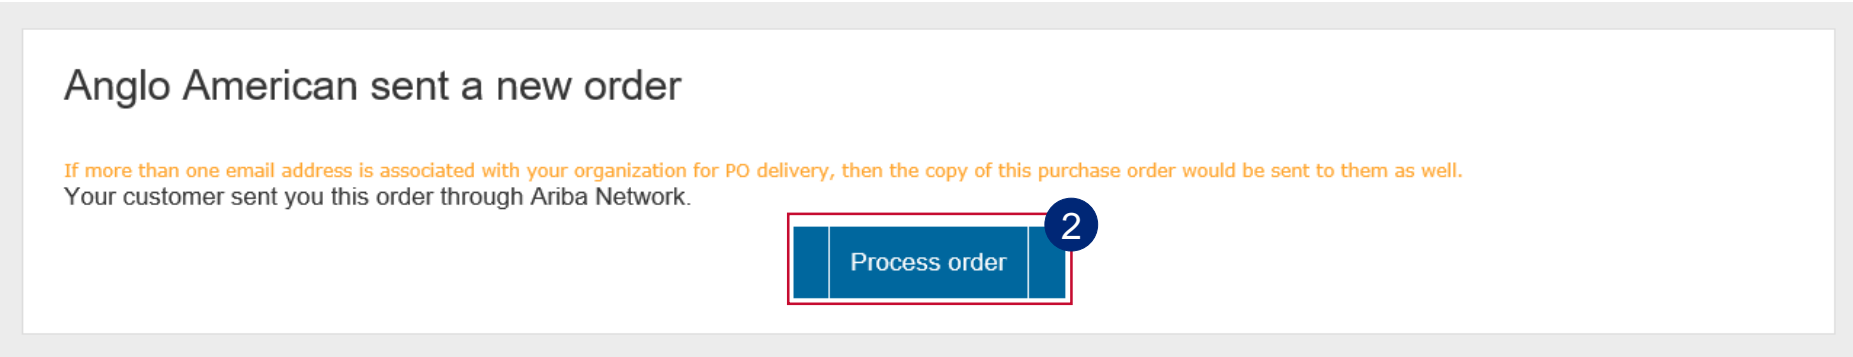 Anglo American sent a new order
If more than one email address is associated with your organization for PO delivery, then the copy of this purchase order would be sent to them as well.
Your customer sent you this order through Ariba Network.
2
Process order